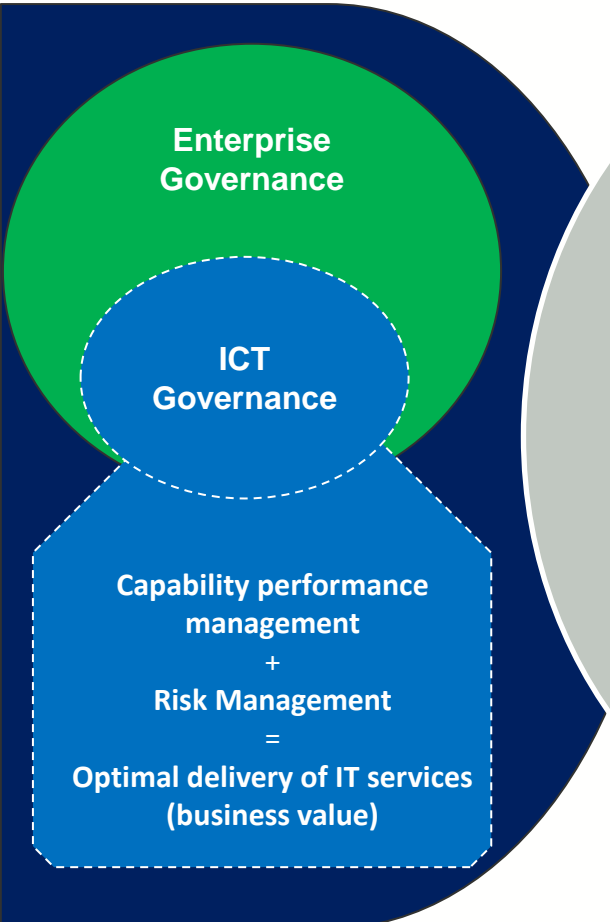 Enterprise
Governance
ICT
Governance
Capability performance
management
+
Risk Management
=
Optimal delivery of IT services
(business value)